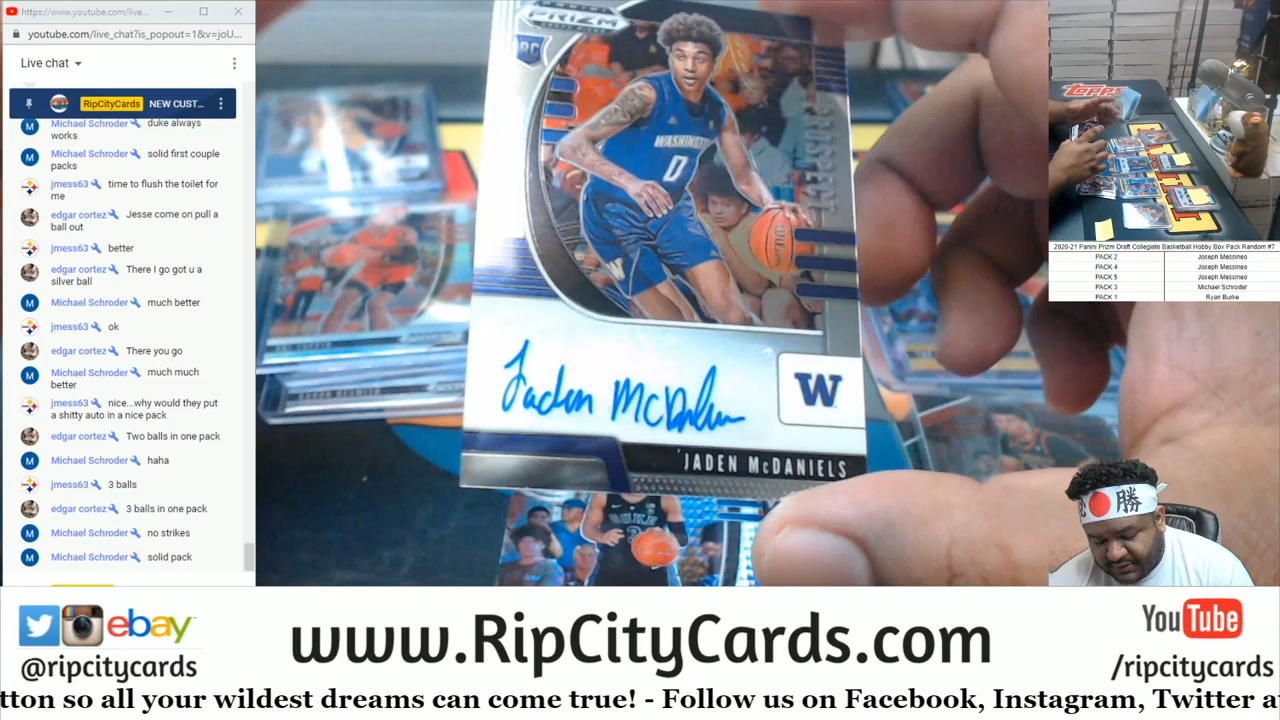 https://www.youtube.com/live...
youtube.com/live_chat?is_popout=1&v=joU...
Live chat
RipCityCards NEW CUST...
Michael Schroder duke always
works
Michael Schroder solid first couple
packs
jmess63 time to flush the toilet for
me
edgar cortez Jesse come on pull a
ball out
jmess63 better
edgar cortez There I go got u a
silver ball
Michael Schroder much better
jmess63 ok
edgar cortez There you go
Michael Schroder much much
better
jmess63 nice...why would they put
a shitty auto in a nice pack
edgar cortez Two balls in one pack
Michael Schroder haha
jmess63 3 balls
edgar cortez 3 balls in one pack
Michael Schroder no strikes
Michael Schroder solid pack
PANINI
PRIZM
RC
WASHINGTON
0
W
Jaden McDaniels
W
JADEN McDANIELS
DUKE
Topps
2020-21 Panini Prizm Draft Collegiate Basketball Hobby Box Pack Random #7
PACK 2 Joseph Messineo
PACK 4 Joseph Messineo
PACK 5 Joseph Messineo
PACK 3 Michael Schroder
PACK 1 Ryan Burke
勝
ebay
@ripcitycards
www.RipCityCards.com
YouTube
/ripcitycards
tton so all your wildest dreams can come true! - Follow us on Facebook, Instagram, Twitter a